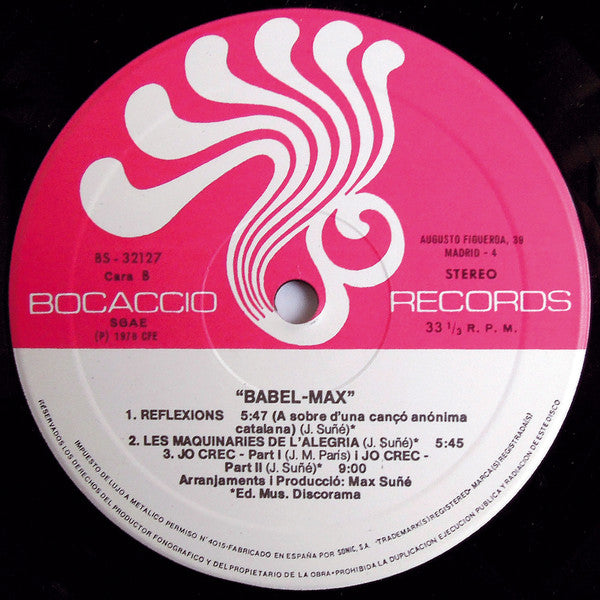 AUGUSTO FIGUEROA, 39
MADRID - 4
BS - 32127
Cara B
STEREO
BOCACCIO RECORDS
SGAE
(P) 1978 CFE
33 1/3 R. P. M.
“BABEL-MAX”
1. REFLEXIONS 5:47 (A sobre d'una cançó anónima
catalana) (J. Suñé)*
2. LES MAQUINARIES DE L'ALEGRIA (J. Suñé)* 5:45
3. JO CREC - Part I (J. M. Paris) i JO CREC -
Part II (J. Suñé)* 9:00
Arranjaments i Producció: Max Suñé
*Ed. Mus. Discorama
IMPUESTO DE LUJO A METALICO PERMISO Nº 4015-FABRICADO EN ESPAÑA POR SONIC, S.A. -TRADEMARK(S) REGISTERED-MARCA(S) REGISTRADA(S)
(RESERVADOS LOS DERECHOS DEL PRODUCTOR FONOGRAFICO Y DEL PROPIETARIO DE LA OBRA-PROHIBIDA LA DUPLICACION, EJECUCION PUBLICA Y RADIACION DE ESTE DISCO)